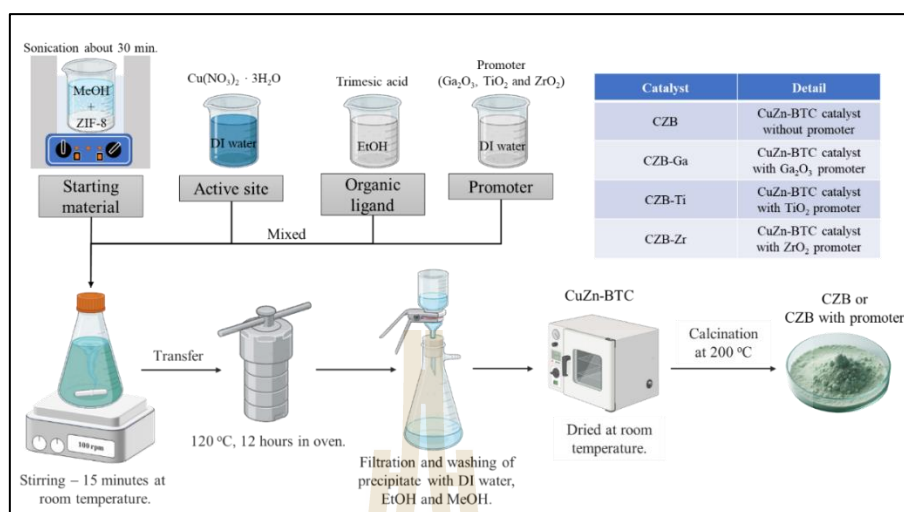 Sonication about 30 min.
MeOH
+
ZIF-8
Starting
material
Cu(NO₃)₂ · 3H₂O
DI water
Active site
Trimesic acid
EtOH
Organic
ligand
Promoter
(Ga₂O₃, TiO₂ and ZrO₂)
DI water
Promoter
Mixed
Catalyst Detail
CZB CuZn-BTC catalyst
without promoter
CZB-Ga CuZn-BTC catalyst
with Ga₂O₃ promoter
CZB-Ti CuZn-BTC catalyst
with TiO₂ promoter
CZB-Zr CuZn-BTC catalyst
with ZrO₂ promoter
100 rpm
Stirring – 15 minutes at
room temperature.
Transfer
120 °C, 12 hours in oven.
Filtration and washing of
precipitate with DI water,
EtOH and MeOH.
CuZn-BTC
Dried at room
temperature.
Calcination
at 200 °C
CZB or
CZB with promoter